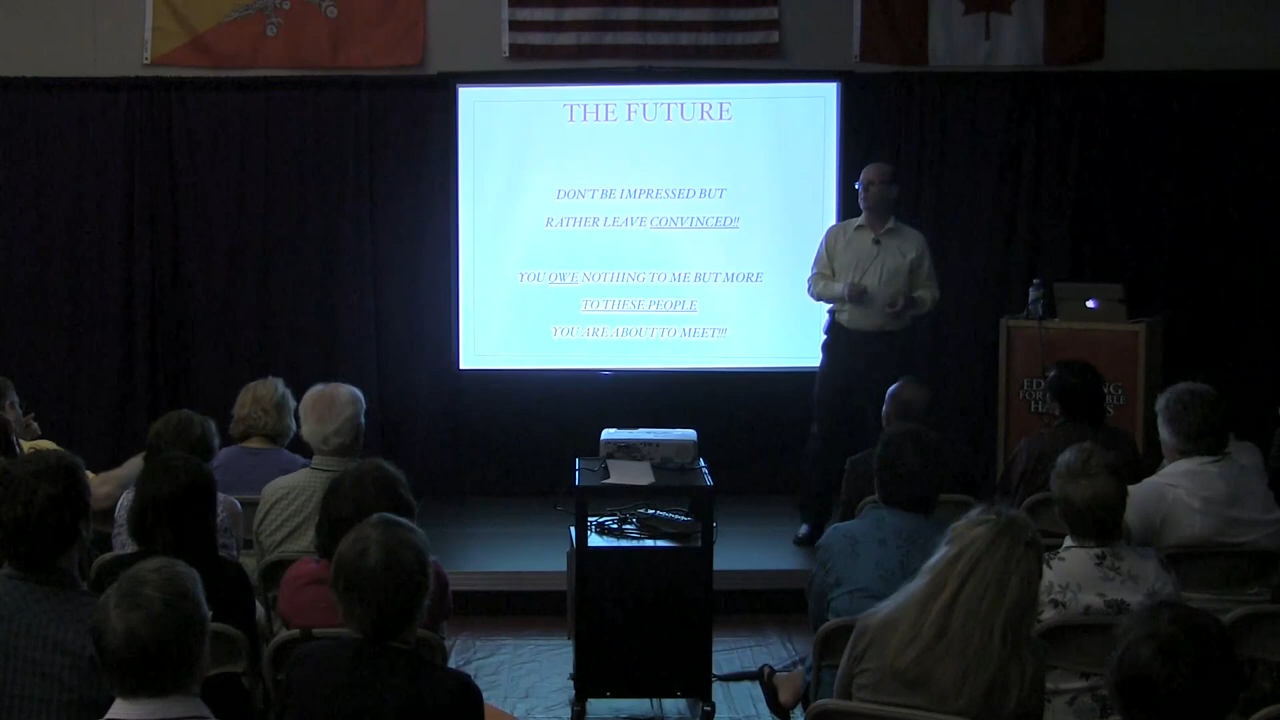 THE FUTURE
DON'T BE IMPRESSED BUT
RATHER LEAVE CONVINCED!!
YOU OWE NOTHING TO ME BUT MORE
TO THESE PEOPLE
YOU ARE ABOUT TO MEET!!!
FOR